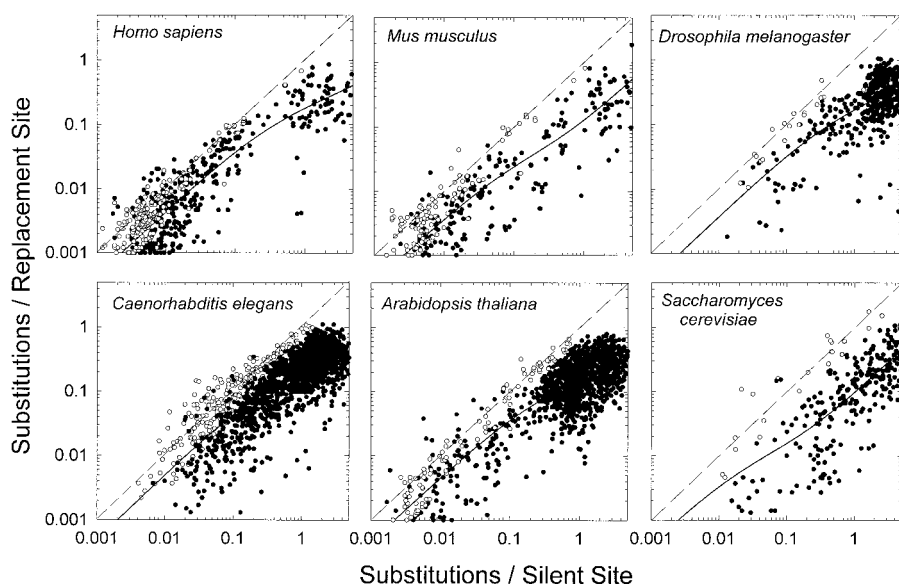 Homo sapiens
Mus musculus
Drosophila melanogaster
1
0.1
0.01
0.001
Substitutions / Replacement Site
Caenorhabditis elegans
Arabidopsis thaliana
Saccharomyces
cerevisiae
1
0.1
0.01
0.001
0.001 0.01 0.1 1 0.001 0.01 0.1 1 0.001 0.01 0.1 1
Substitutions / Silent Site